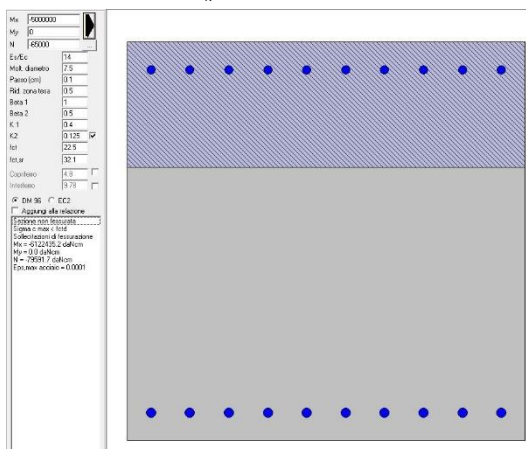 Mx -5000000
My 0
N -65000
...
Es/Ec 14
Molt. diametro 7.5
Passo (cm) 0.1
Rid. zona tesa 0.5
Beta 1 1
Beta 2 0.5
K 1 0.4
K2 0.125
fct 22.5
fct,sr 32.1
Copriferro 4.8
Interferro 9.78
DM 96 EC2
Aggiungi alla relazione
Sezione non fessurata
Sigma c max < fctd
Sollecitazioni di fessurazione
Mx = -6122435.2 daNcm
My = 0.0 daNcm
N = -79591.7 daNcm
Eps,max acciaio = 0.0001